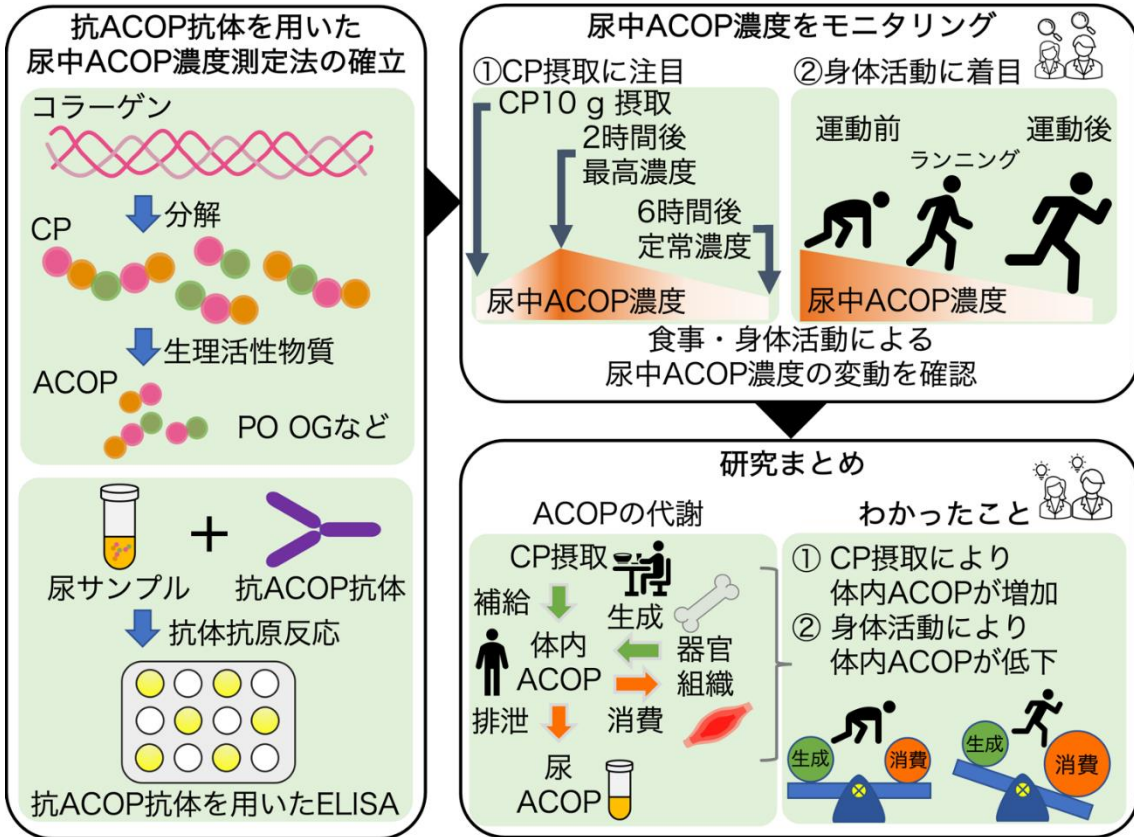 抗ACOP抗体を用いた
尿中ACOP濃度測定法の確立
コラーゲン
分解
CP
生理活性物質
ACOP
PO OGなど
尿サンプル
抗ACOP抗体
抗体抗原反応
抗ACOP抗体を用いたELISA
尿中ACOP濃度をモニタリング
①CP摂取に注目
CP10 g 摂取
2時間後
最高濃度
6時間後
定常濃度
尿中ACOP濃度
②身体活動に着目
運動前
ランニング
運動後
尿中ACOP濃度
食事・身体活動による
尿中ACOP濃度の変動を確認
研究まとめ
ACOPの代謝
CP摂取
補給
生成
体内
ACOP
器官
組織
排泄
消費
尿
ACOP
わかったこと
① CP摂取により
体内ACOPが増加
② 身体活動により
体内ACOPが低下
生成
消費
生成
消費